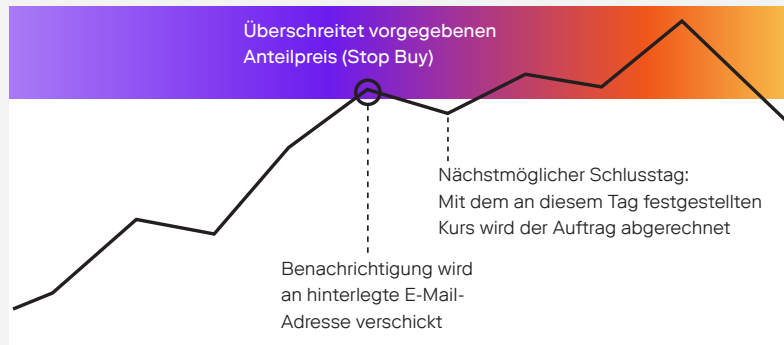 Überschreitet vorgegebenen
Anteilpreis (Stop Buy)
Nächstmöglicher Schlusstag:
Mit dem an diesem Tag festgestellten
Kurs wird der Auftrag abgerechnet
Benachrichtigung wird
an hinterlegte E-Mail-
Adresse verschickt